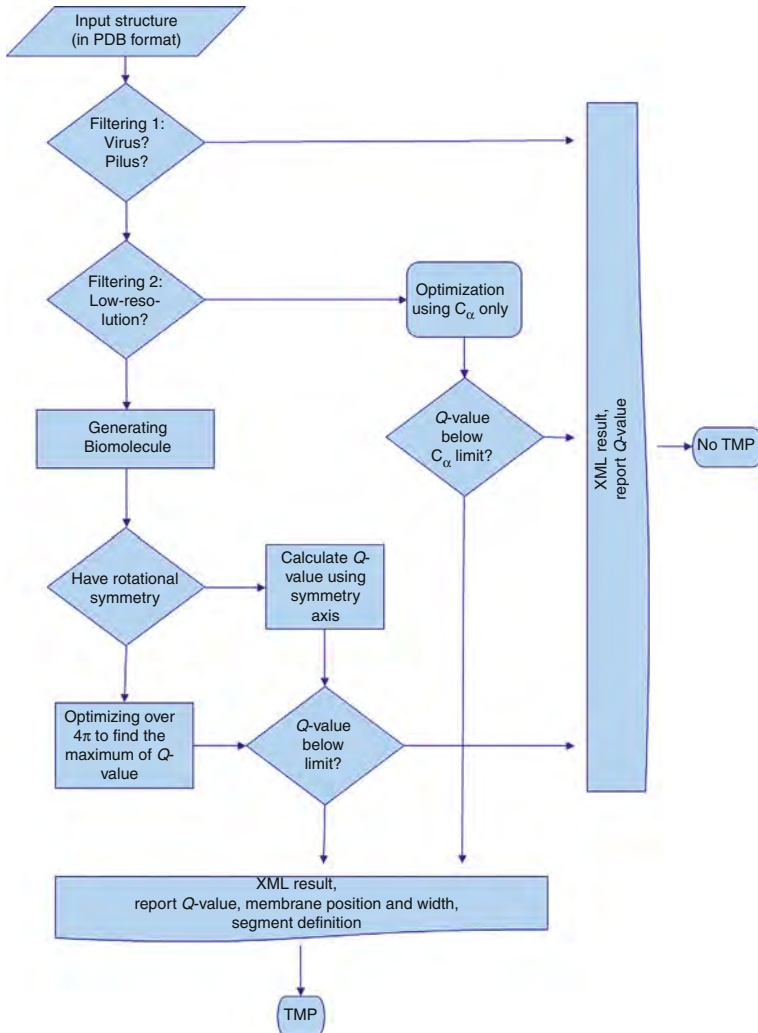 Input structure
(in PDB format)
Filtering 1:
Virus?
Pilus?
Filtering 2:
Low-reso-
lution?
Optimization
using Cα only
Generating
Biomolecule
Q-value
below
Cα limit?
XML result,
report Q-value
No TMP
Have rotational
symmetry
Calculate Q-
value using
symmetry
axis
Optimizing over
4π to find the
maximum of Q-
value
Q-value
below
limit?
XML result,
report Q-value, membrane position and width,
segment definition
TMP